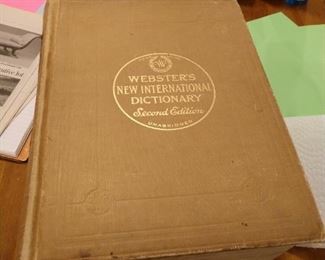 W
WEBSTER'S
NEW INTERNATIONAL
DICTIONARY
Second Edition
UNABRIDGED